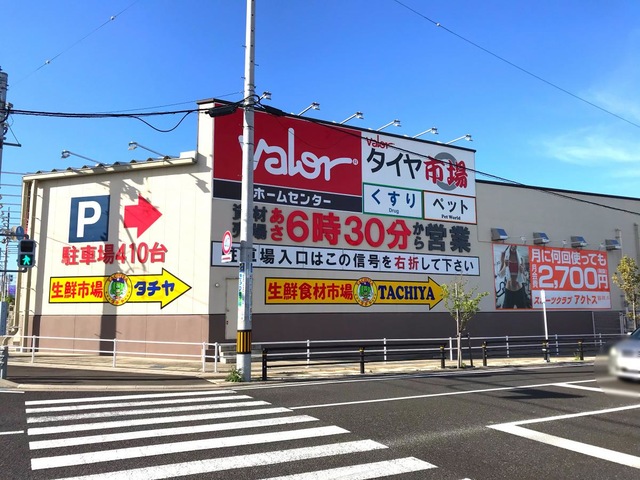 Valor
ホームセンター
Valor
タイヤ市場
くすり
Drug
ペット
Pet World
資材館
あさ6時30分から営業
P
駐車場410台
駐車場入口はこの信号を右折して下さい
生鮮市場 タチヤ
生鮮食材市場 TACHIYA
月に何回使っても
2,700円
スポーツクラブ アクトス